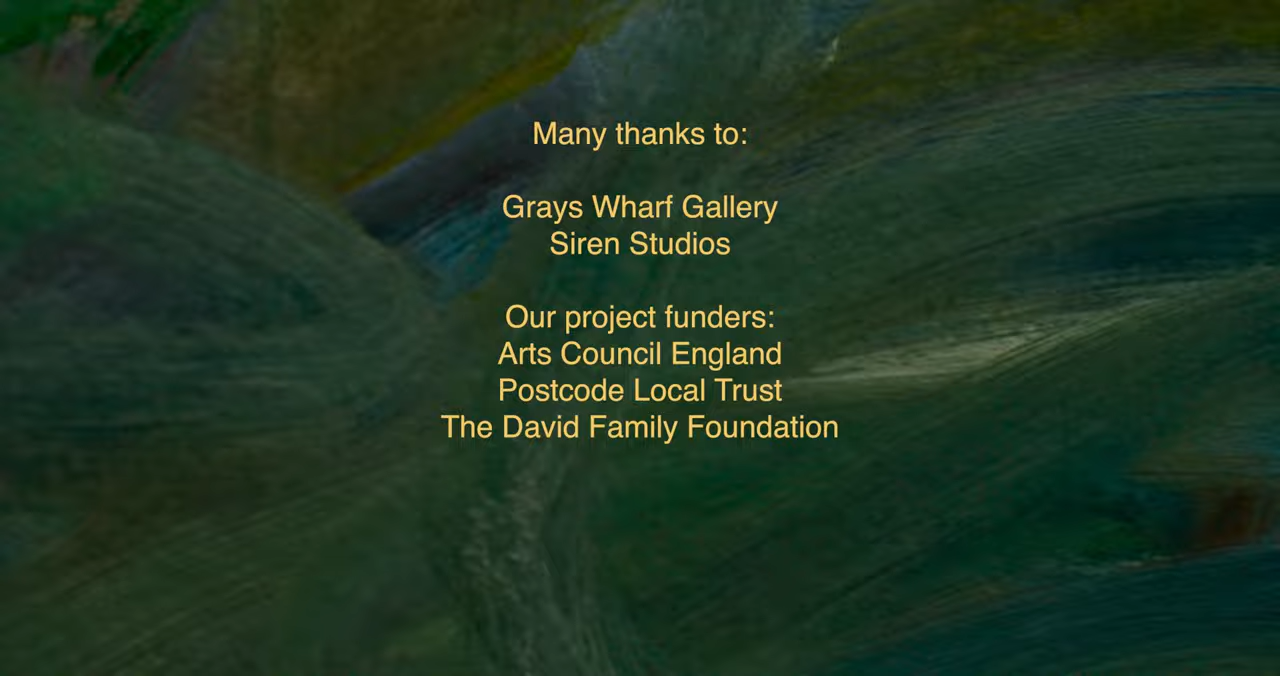 Many thanks to:
Grays Wharf Gallery
Siren Studios
Our project funders:
Arts Council England
Postcode Local Trust
The David Family Foundation